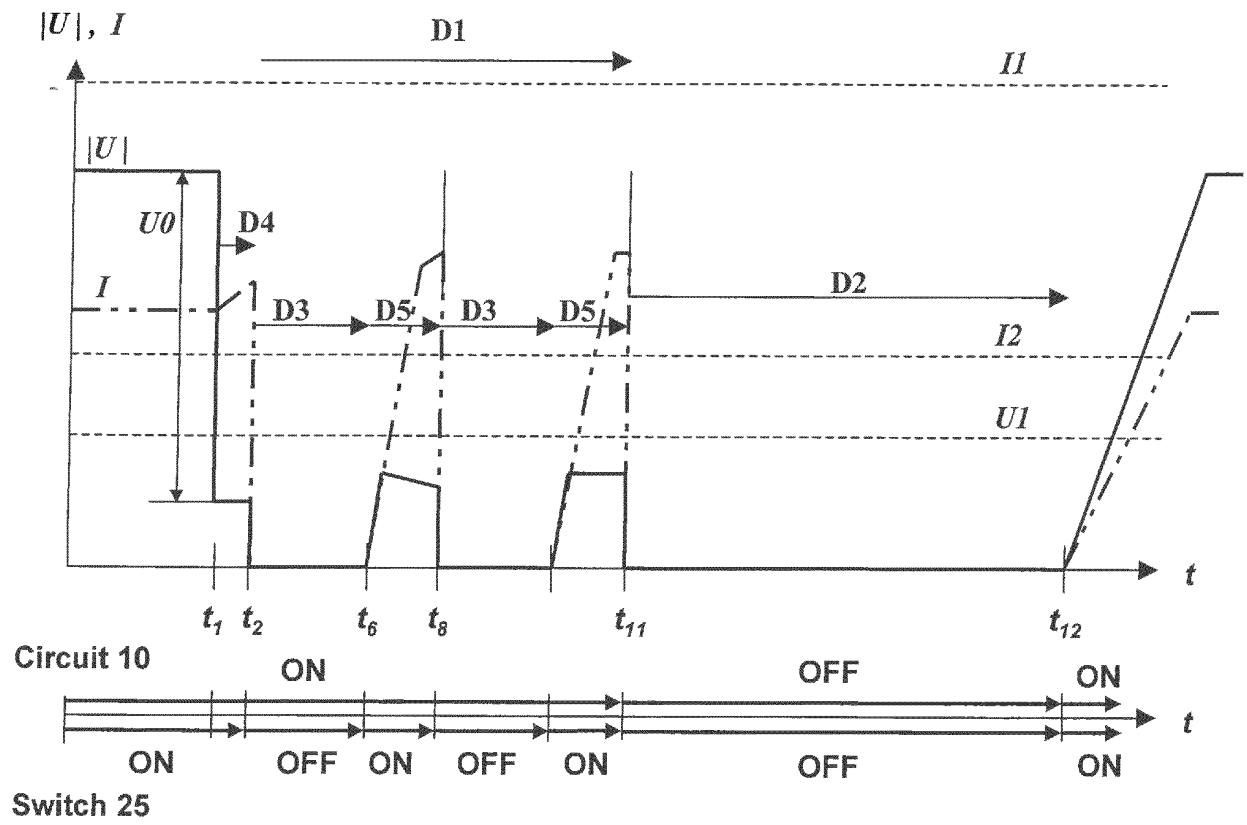 |U|, I
D1
I1
|U|
U0
D4
I
D3
D5
D3
D5
D2
I2
U1
t
t1
t2
t6
t8
t11
t12
Circuit 10
ON
OFF
ON
t
ON
OFF
ON
OFF
ON
OFF
ON
Switch 25